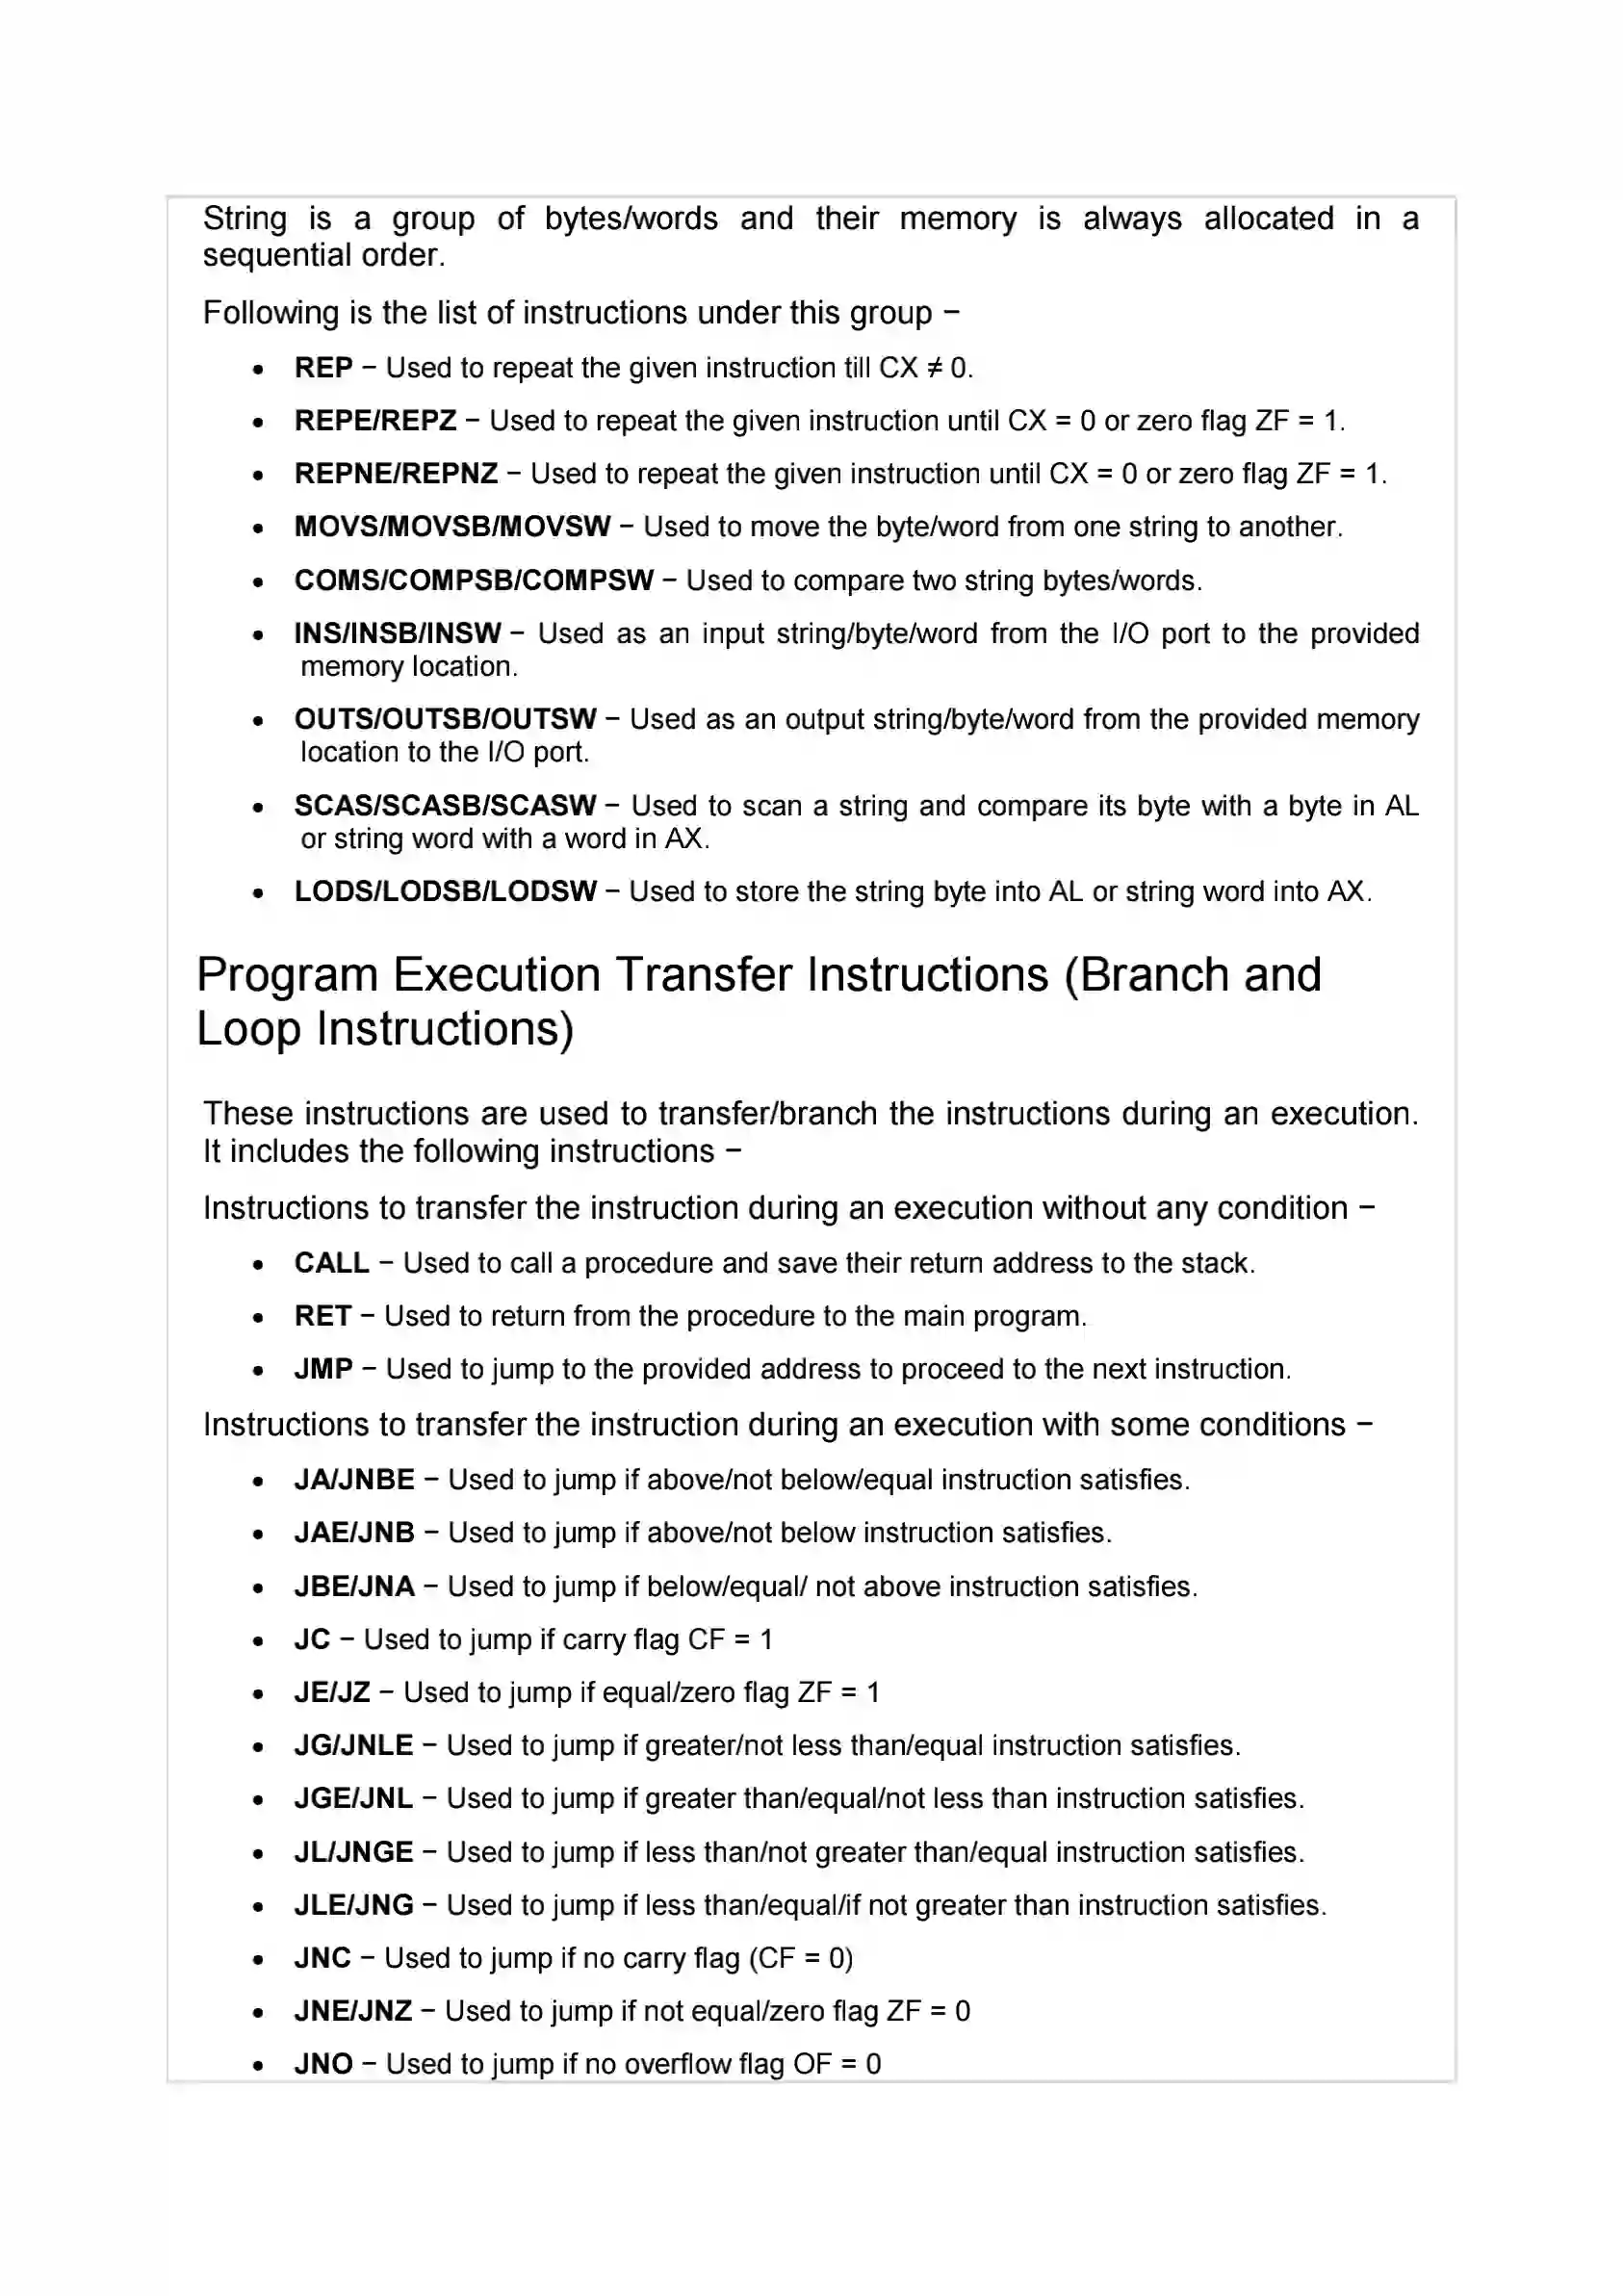 String is a group of bytes/words and their memory is always allocated in a
sequential order.
Following is the list of instructions under this group −
• REP − Used to repeat the given instruction till CX ≠ 0.
• REPE/REPZ − Used to repeat the given instruction until CX = 0 or zero flag ZF = 1.
• REPNE/REPNZ − Used to repeat the given instruction until CX = 0 or zero flag ZF = 1.
• MOVS/MOVSB/MOVSW − Used to move the byte/word from one string to another.
• COMS/COMPSB/COMPSW − Used to compare two string bytes/words.
• INS/INSB/INSW − Used as an input string/byte/word from the I/O port to the provided
memory location.
• OUTS/OUTSB/OUTSW − Used as an output string/byte/word from the provided memory
location to the I/O port.
• SCAS/SCASB/SCASW − Used to scan a string and compare its byte with a byte in AL
or string word with a word in AX.
• LODS/LODSB/LODSW − Used to store the string byte into AL or string word into AX.
Program Execution Transfer Instructions (Branch and
Loop Instructions)
These instructions are used to transfer/branch the instructions during an execution.
It includes the following instructions −
Instructions to transfer the instruction during an execution without any condition −
• CALL − Used to call a procedure and save their return address to the stack.
• RET − Used to return from the procedure to the main program.
• JMP − Used to jump to the provided address to proceed to the next instruction.
Instructions to transfer the instruction during an execution with some conditions −
• JA/JNBE − Used to jump if above/not below/equal instruction satisfies.
• JAE/JNB − Used to jump if above/not below instruction satisfies.
• JBE/JNA − Used to jump if below/equal/ not above instruction satisfies.
• JC − Used to jump if carry flag CF = 1
• JE/JZ − Used to jump if equal/zero flag ZF = 1
• JG/JNLE − Used to jump if greater/not less than/equal instruction satisfies.
• JGE/JNL − Used to jump if greater than/equal/not less than instruction satisfies.
• JL/JNGE − Used to jump if less than/not greater than/equal instruction satisfies.
• JLE/JNG − Used to jump if less than/equal/if not greater than instruction satisfies.
• JNC − Used to jump if no carry flag (CF = 0)
• JNE/JNZ − Used to jump if not equal/zero flag ZF = 0
• JNO − Used to jump if no overflow flag OF = 0